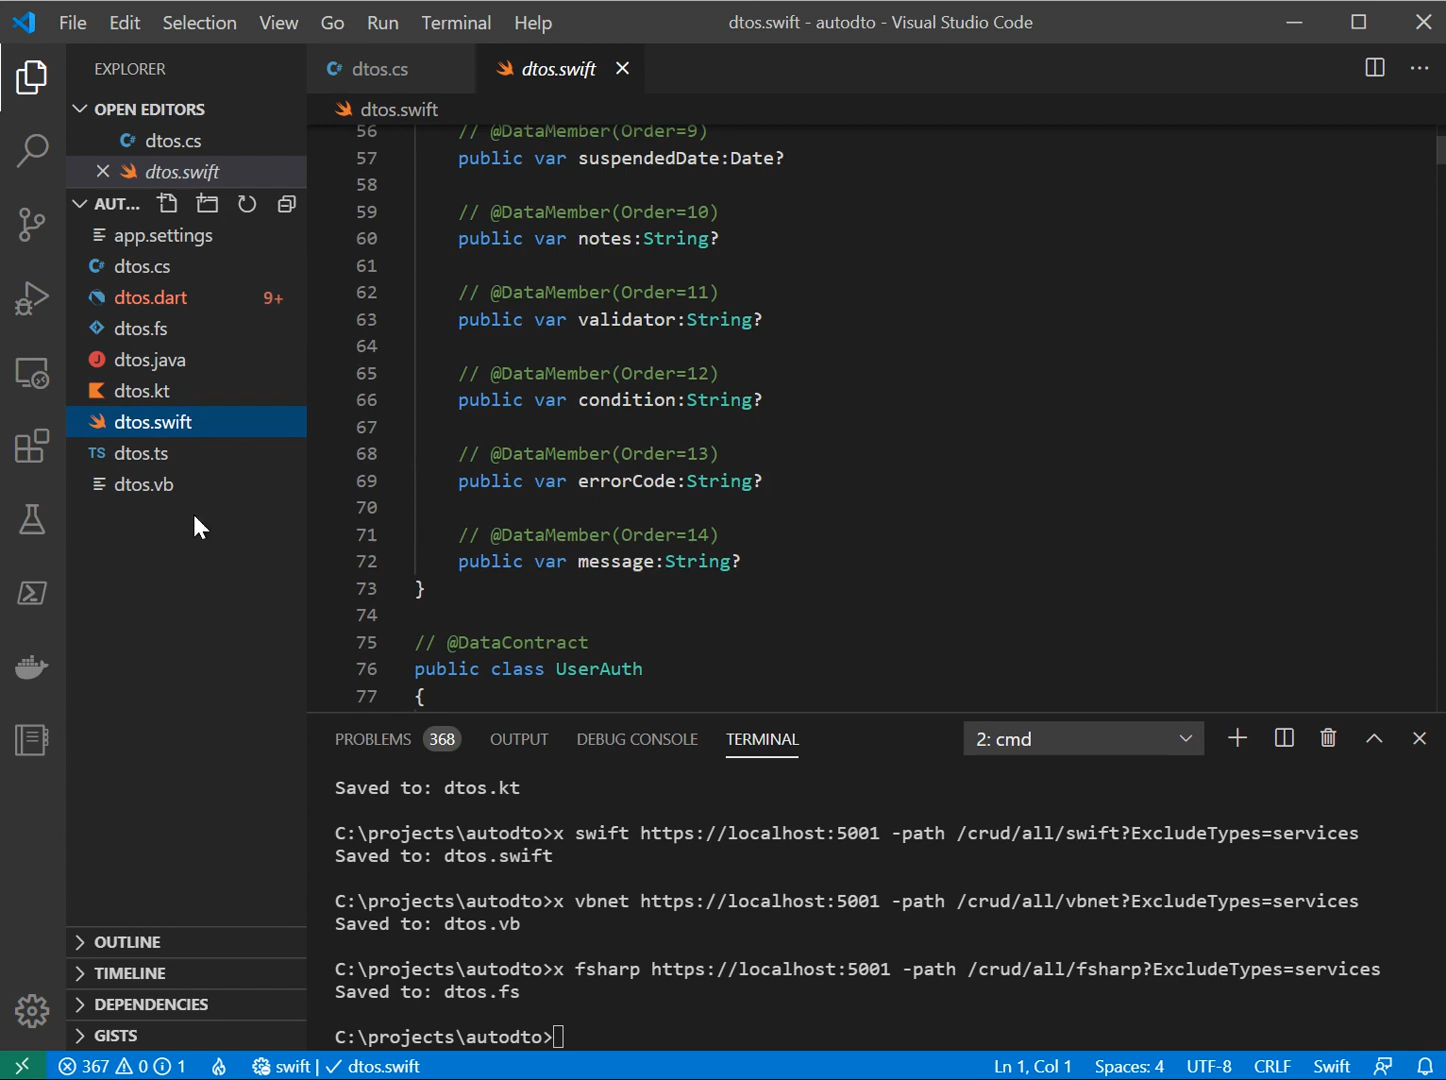 File Edit Selection View Go Run Terminal Help
dtos.swift - autodto - Visual Studio Code
EXPLORER
OPEN EDITORS
C# dtos.cs
dtos.swift
AUT...
app.settings
C# dtos.cs
dtos.dart 9+
dtos.fs
J dtos.java
dtos.kt
dtos.swift
TS dtos.ts
dtos.vb
OUTLINE
TIMELINE
DEPENDENCIES
GISTS
C# dtos.cs
dtos.swift
dtos.swift
56 // @DataMember(Order=9)
57 public var suspendedDate:Date?
58
59 // @DataMember(Order=10)
60 public var notes:String?
61
62 // @DataMember(Order=11)
63 public var validator:String?
64
65 // @DataMember(Order=12)
66 public var condition:String?
67
68 // @DataMember(Order=13)
69 public var errorCode:String?
70
71 // @DataMember(Order=14)
72 public var message:String?
73 }
74
75 // @DataContract
76 public class UserAuth
77 {
PROBLEMS 368 OUTPUT DEBUG CONSOLE TERMINAL 2: cmd
Saved to: dtos.kt
C:\projects\autodto>x swift https://localhost:5001 -path /crud/all/swift?ExcludeTypes=services
Saved to: dtos.swift
C:\projects\autodto>x vbnet https://localhost:5001 -path /crud/all/vbnet?ExcludeTypes=services
Saved to: dtos.vb
C:\projects\autodto>x fsharp https://localhost:5001 -path /crud/all/fsharp?ExcludeTypes=services
Saved to: dtos.fs
C:\projects\autodto>
367 0 1 swift | ✓ dtos.swift Ln 1, Col 1 Spaces: 4 UTF-8 CRLF Swift